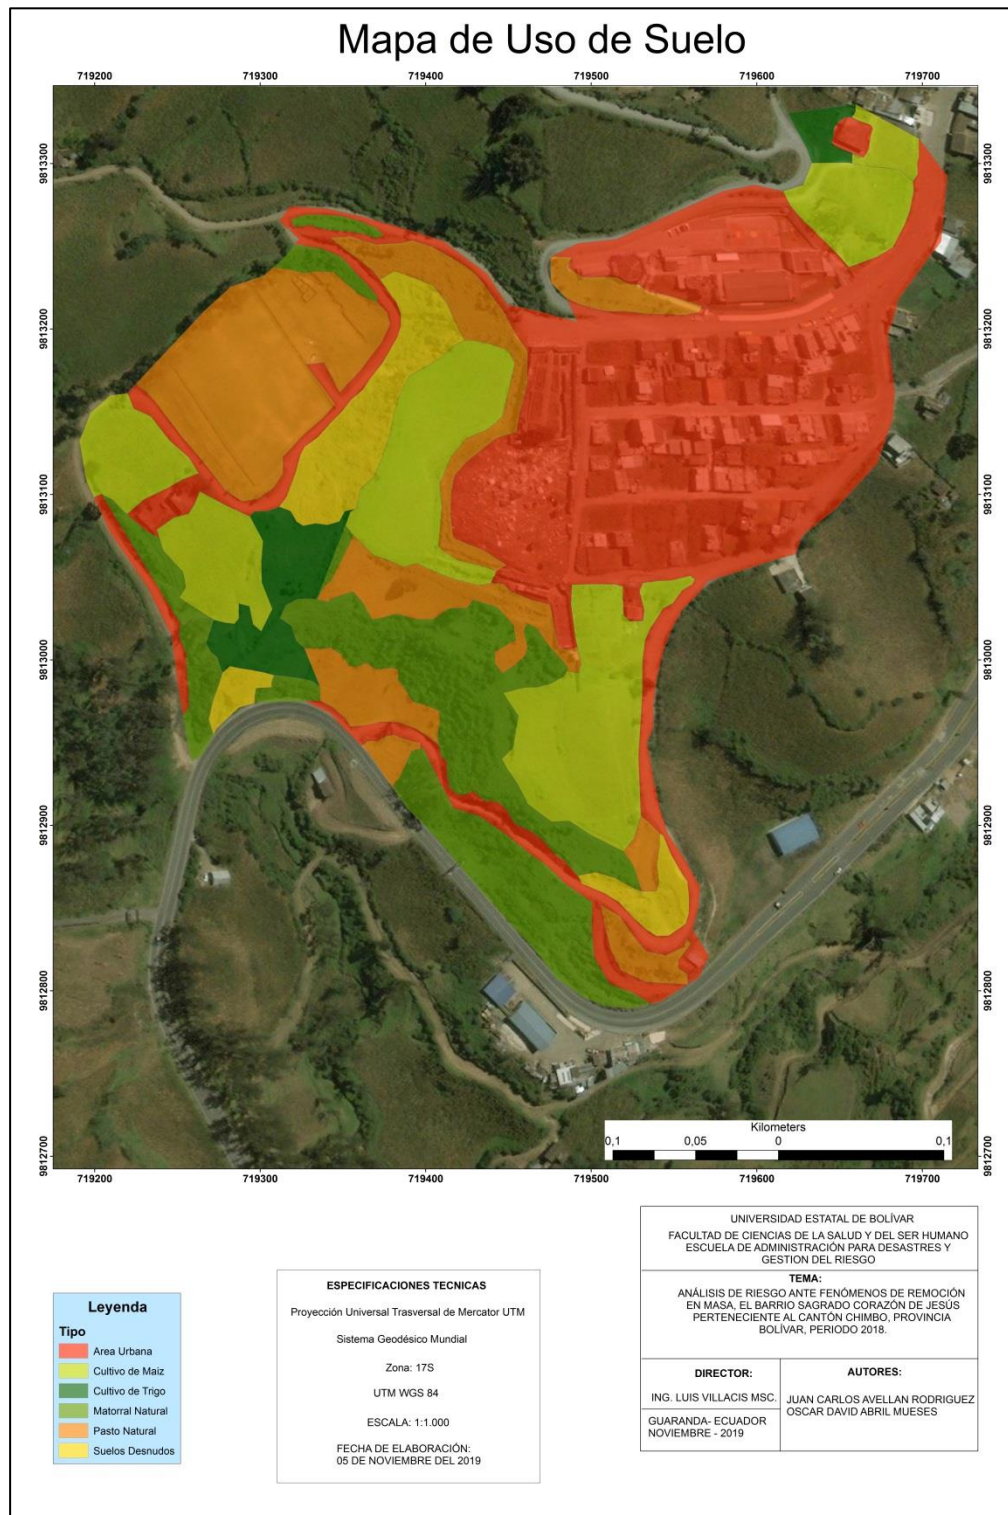 Mapa de Uso de Suelo
719200 719300 719400 719500 719600 719700
9813300 9813300
9813200 9813200
9813100 9813100
9813000 9813000
9812900 9812900
9812800 9812800
9812700 9812700
Kilometers
0,1 0,05 0 0,1
719200 719300 719400 719500 719600 719700
Leyenda
Tipo
Area Urbana
Cultivo de Maiz
Cultivo de Trigo
Matorral Natural
Pasto Natural
Suelos Desnudos
ESPECIFICACIONES TECNICAS
Proyección Universal Trasversal de Mercator UTM
Sistema Geodésico Mundial
Zona: 17S
UTM WGS 84
ESCALA: 1:1.000
FECHA DE ELABORACIÓN:
05 DE NOVIEMBRE DEL 2019
UNIVERSIDAD ESTATAL DE BOLÍVAR
FACULTAD DE CIENCIAS DE LA SALUD Y DEL SER HUMANO
ESCUELA DE ADMINISTRACIÓN PARA DESASTRES Y
GESTION DEL RIESGO
TEMA:
ANÁLISIS DE RIESGO ANTE FENÓMENOS DE REMOCIÓN
EN MASA, EL BARRIO SAGRADO CORAZÓN DE JESÚS
PERTENECIENTE AL CANTÓN CHIMBO, PROVINCIA
BOLÍVAR, PERIODO 2018.
DIRECTOR:
ING. LUIS VILLACIS MSC.
GUARANDA- ECUADOR
NOVIEMBRE - 2019
AUTORES:
JUAN CARLOS AVELLAN RODRIGUEZ
OSCAR DAVID ABRIL MUESES